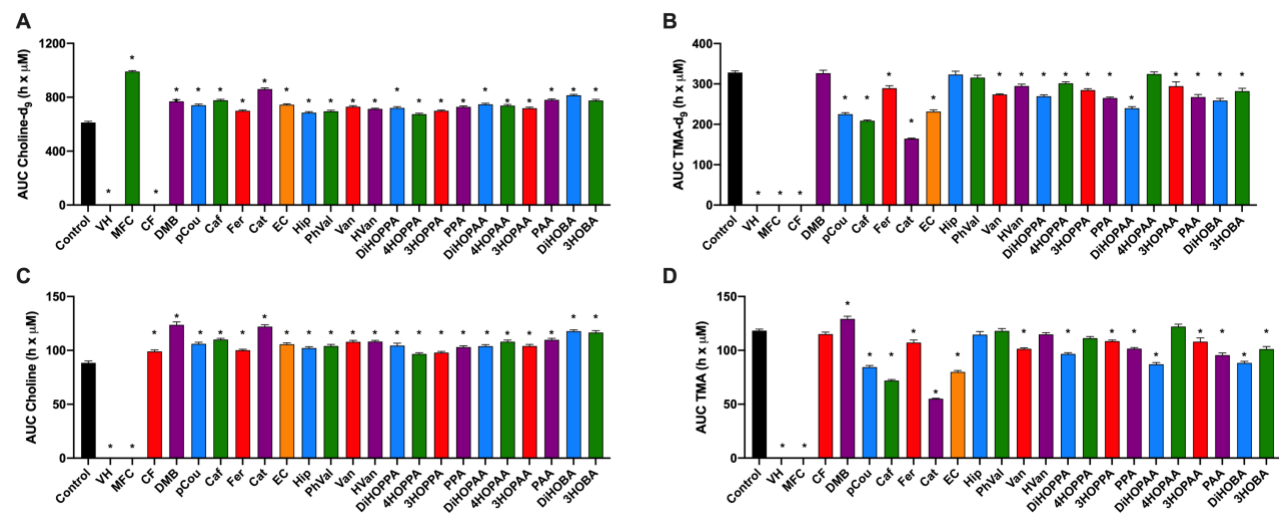 A
AUC Choline-d9 (h x μM)
1200
800
400
0
Control VH MFC CF DMB pCou Caf Fer Cat EC Hip PhVal Van HVan DiHOPPA 4HOPPA 3HOPPA PPA DiHOPAA 4HOPAA 3HOPAA PAA DiHOBA 3HOBA
B
AUC TMA-d9 (h x μM)
400
300
200
100
0
Control VH MFC CF DMB pCou Caf Fer Cat EC Hip PhVal Van HVan DiHOPPA 4HOPPA 3HOPPA PPA DiHOPAA 4HOPAA 3HOPAA PAA DiHOBA 3HOBA
C
AUC Choline (h x μM)
150
100
50
0
Control VH MFC CF DMB pCou Caf Fer Cat EC Hip PhVal Van HVan DiHOPPA 4HOPPA 3HOPPA PPA DiHOPAA 4HOPAA 3HOPAA PAA DiHOBA 3HOBA
D
AUC TMA (h x μM)
150
100
50
0
Control VH MFC CF DMB pCou Caf Fer Cat EC Hip PhVal Van HVan DiHOPPA 4HOPPA 3HOPPA PPA DiHOPAA 4HOPAA 3HOPAA PAA DiHOBA 3HOBA